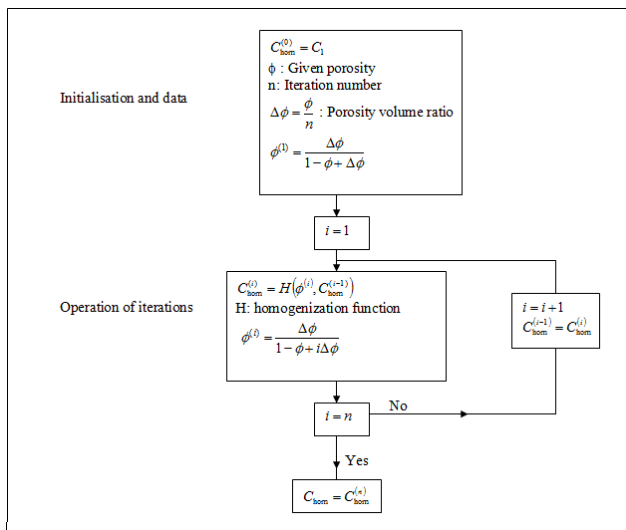 Initialisation and data
C_hom^(0) = C_1
ϕ : Given porosity
n: Iteration number
Δϕ = ϕ/n : Porosity volume ratio
ϕ^(1) = Δϕ/(1 − ϕ + Δϕ)
i = 1
Operation of iterations
C_hom^(i) = H(ϕ^(i), C_hom^(i−1))
H: homogenization function
ϕ^(i) = Δϕ/(1 − ϕ + iΔϕ)
i = i + 1
C_hom^(i−1) = C_hom^(i)
i = n
No
Yes
C_hom = C_hom^(n)